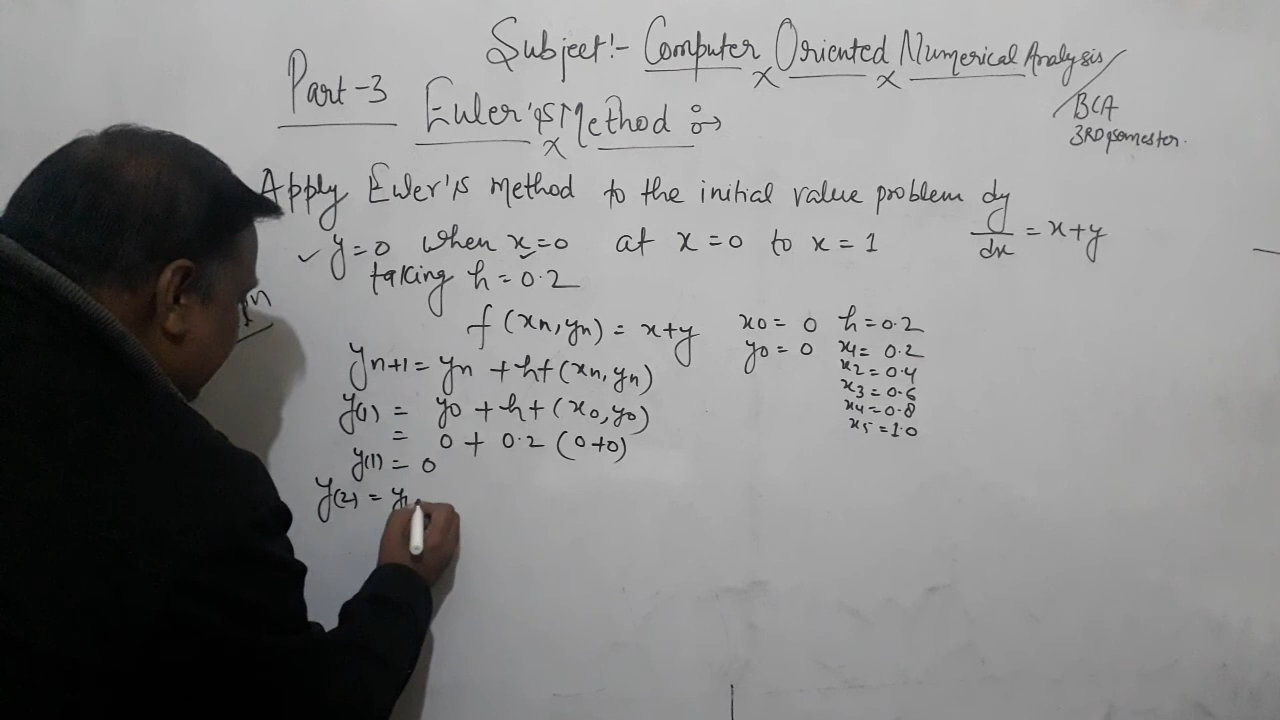 Subject:- Computer Oriented Numerical Analysis
Part-3
BCA
3RD semester.
Euler's Method :→
Apply Euler's method to the initial value problem dy/dx = x+y
✓ y=0 when x=0 at x=0 to x=1
taking h=0.2
f(xn, yn) = x+y
x0 = 0 h=0.2
y0 = 0 x1 = 0.2
x2 = 0.4
x3 = 0.6
x4 = 0.8
x5 = 1.0
yn+1 = yn + hf(xn, yn)
y(1) = y0 + hf(x0, y0)
= 0 + 0.2 (0+0)
y(1) = 0
y(2) = y1